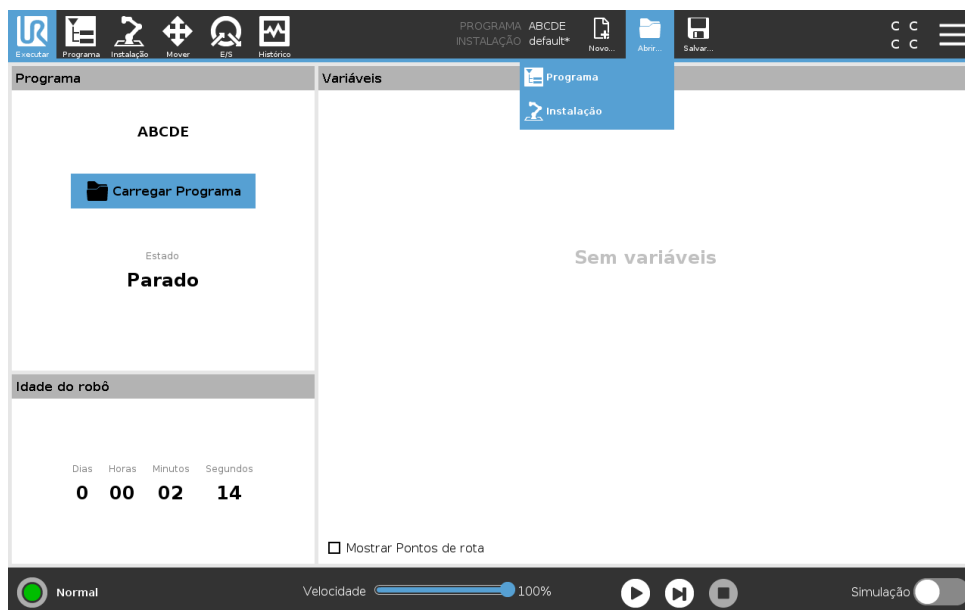 UR
Executar Programa Instalação Mover E/S Histórico
PROGRAMA ABCDE
INSTALAÇÃO default*
Novo... Abrir... Salvar...
C C
C C
Programa
Variáveis
Programa
Instalação
ABCDE
Carregar Programa
Estado
Parado
Sem variáveis
Idade do robô
Dias Horas Minutos Segundos
0 00 02 14
Mostrar Pontos de rota
Normal
Velocidade 100%
Simulação